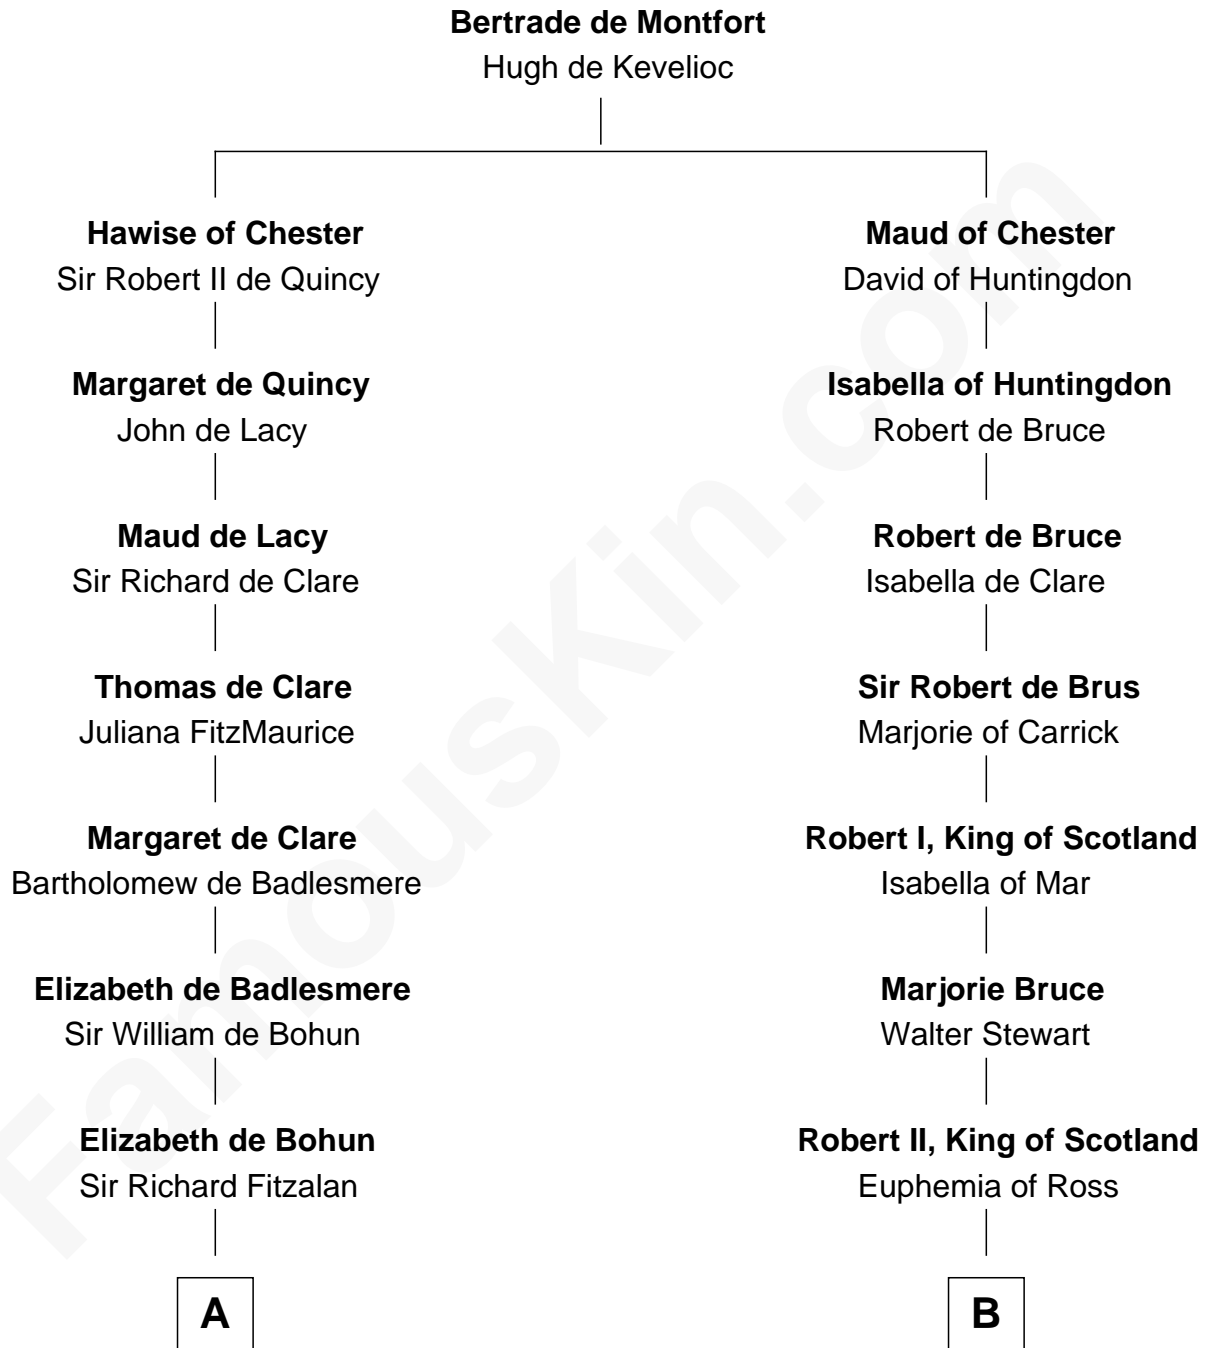 Bertrade de Montfort
Hugh de Kevelioc
Hawise of Chester
Sir Robert II de Quincy
Maud of Chester
David of Huntingdon
Margaret de Quincy
John de Lacy
Isabella of Huntingdon
Robert de Bruce
Maud de Lacy
Sir Richard de Clare
Robert de Bruce
Isabella de Clare
Thomas de Clare
Juliana FitzMaurice
Sir Robert de Brus
Marjorie of Carrick
Margaret de Clare
Bartholomew de Badlesmere
Robert I, King of Scotland
Isabella of Mar
Elizabeth de Badlesmere
Sir William de Bohun
Marjorie Bruce
Walter Stewart
Elizabeth de Bohun
Sir Richard Fitzalan
Robert II, King of Scotland
Euphemia of Ross
A
B
FamousKin.com